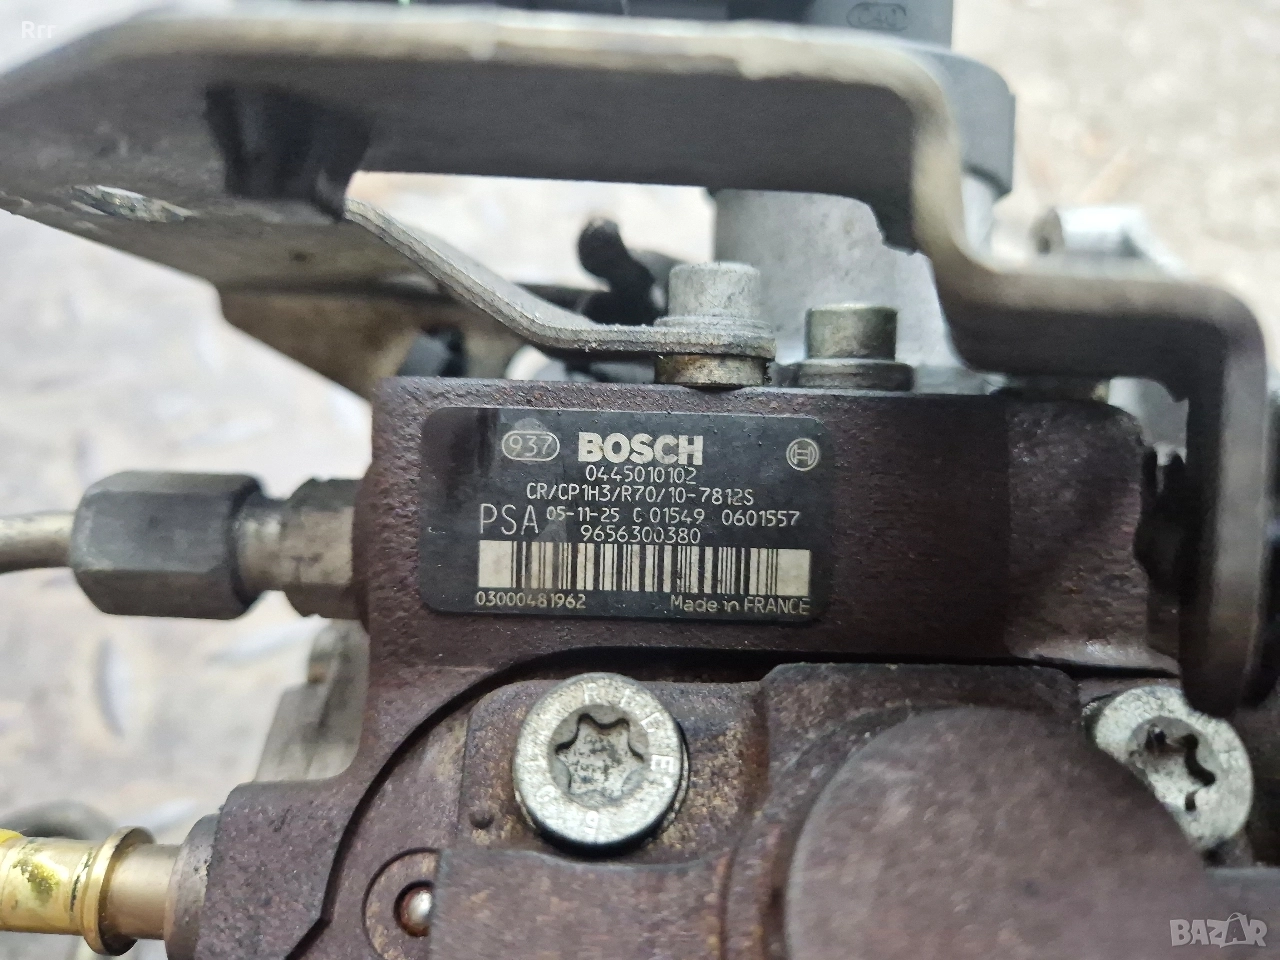 Rrr
937 BOSCH
0445010102
CR/CP1H3/R70/10-7812S
PSA 05-11-25 C 01549 0601557
9656300380
03000481962 Made in FRANCE
BAZAR